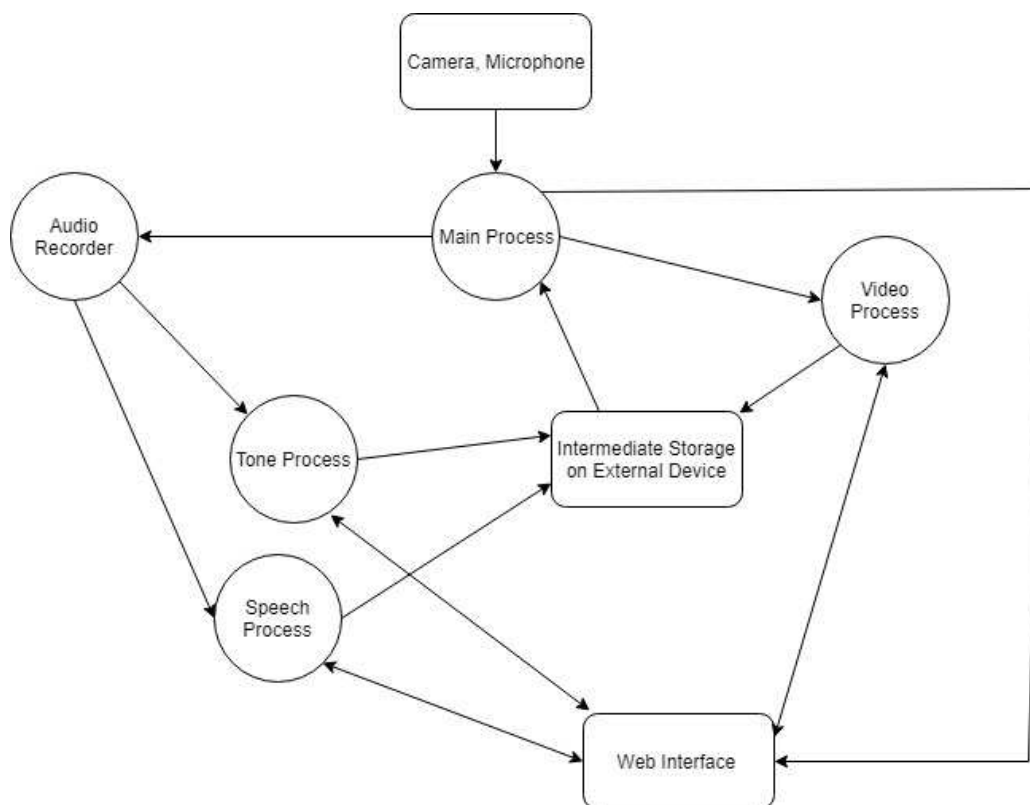 Camera, Microphone
Audio
Recorder
Main Process
Video
Process
Tone Process
Intermediate Storage
on External Device
Speech
Process
Web Interface